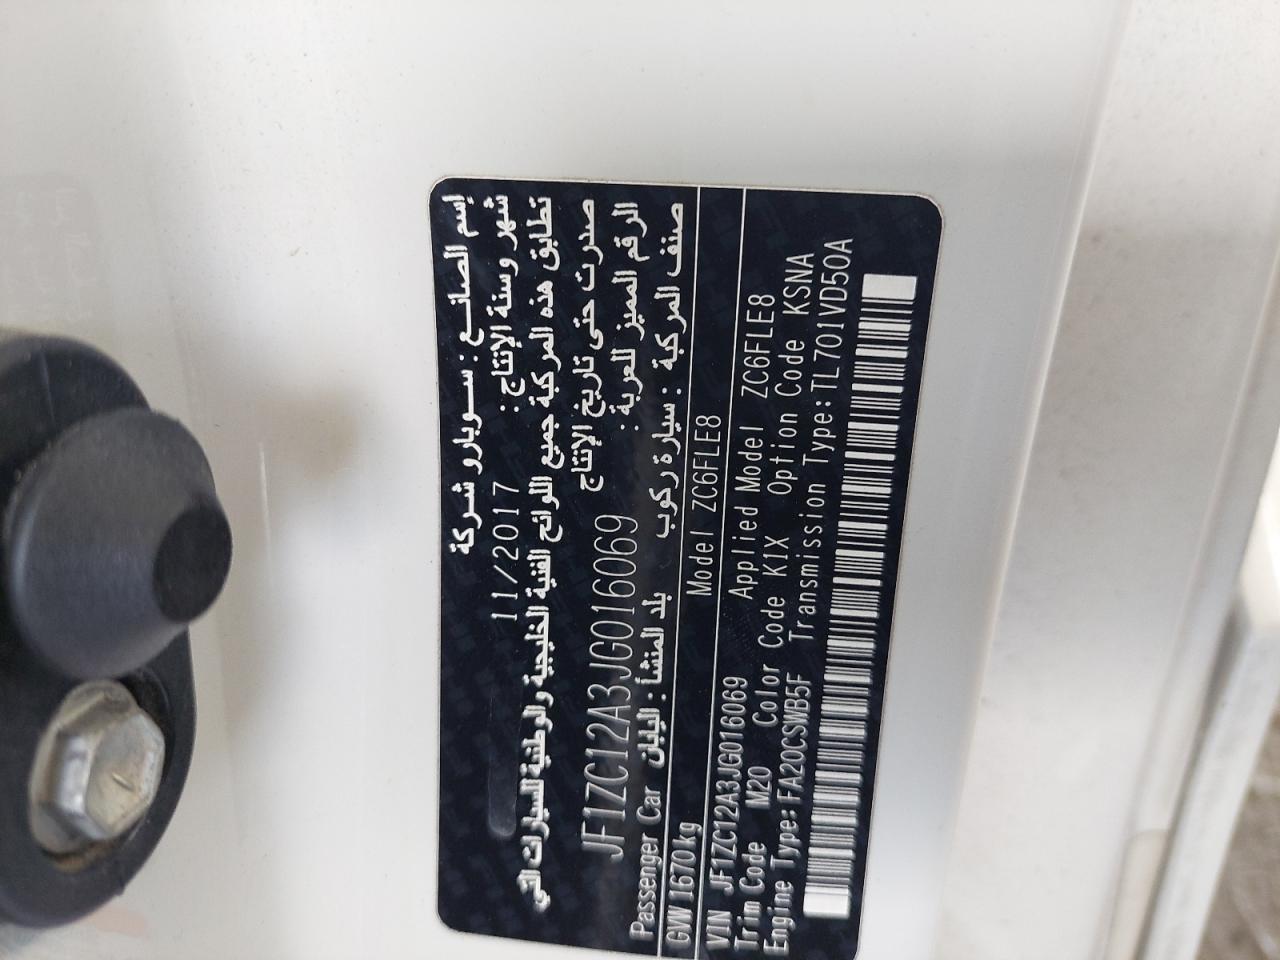 إسم الصانع : سوبارو شركة
شهر وسنة الإنتاج : 11/2017
تطابق هذه المركبة جميع اللوائح الفنية الخليجية والوطنية للسيارات التي
صدرت حتى تاريخ الإنتاج
الرقم المميز للعربة : JF1ZC12A3JG016069
صنف المركبة : سيارة ركوب بلد المنشأ : اليابان Passenger Car
GVW 1670kg Model ZC6FLE8
VIN JF1ZC12A3JG016069 Applied Model ZC6FLE8
Trim Code M20 Color Code K1X Option Code KSNA
Engine Type:FA20CSWB5F Transmission Type:TL701VD50A